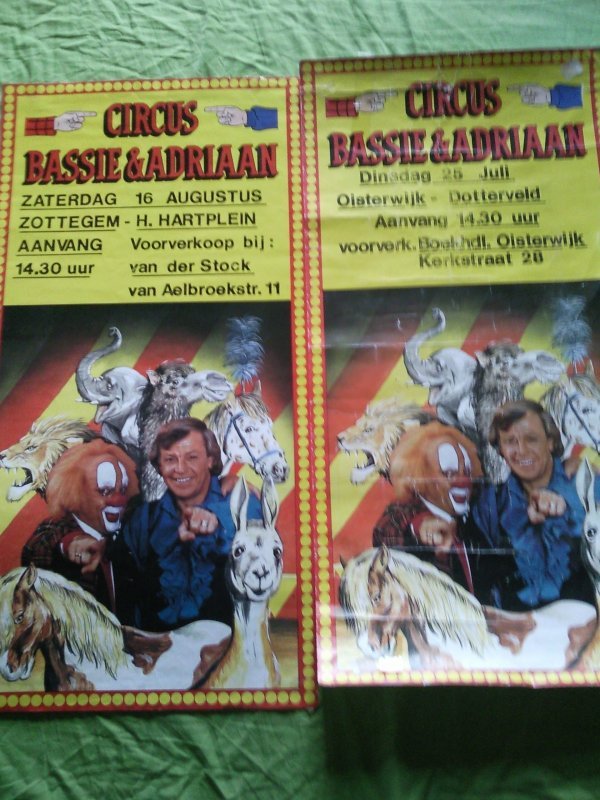 CIRCUS
BASSIE & ADRIAAN
ZATERDAG 16 AUGUSTUS
ZOTTEGEM - H. HARTPLEIN
AANVANG Voorverkoop bij:
14.30 uur van der Stock
van Aelbroekstr. 11
CIRCUS
BASSIE & ADRIAAN
Dinsdag 25 Juli
Oisterwijk - Dotterveld
Aanvang 14.30 uur
voorverk. Boekhdl. Oisterwijk
Kerkstraat 28